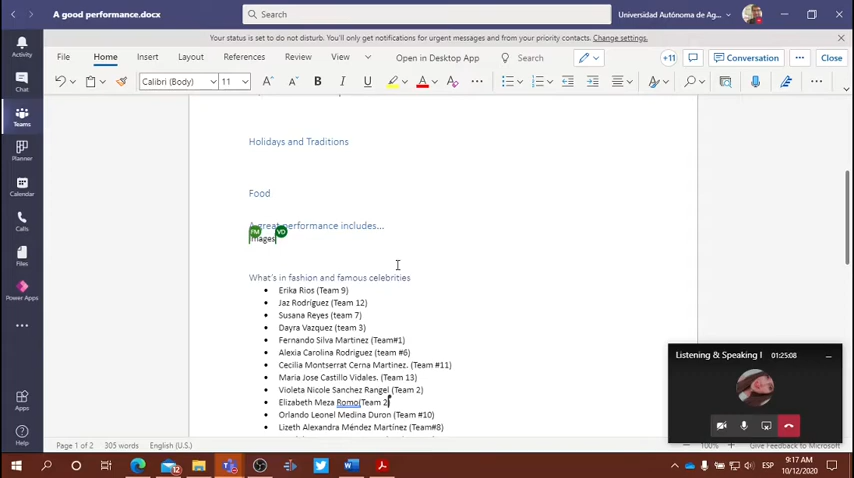 A good performance.docx
Search
Universidad Autónoma de Ag...
Your status is set to do not disturb. You'll only get notifications for urgent messages and from your priority contacts. Change settings.
File Home Insert Layout References Review View Open in Desktop App Search +11 Conversation Close
Calibri (Body) 11
Activity
Chat
Teams
Planner
Calendar
Calls
Files
Power Apps
Apps
Help
Holidays and Traditions
Food
A great performance includes...
FM VD
Images
What's in fashion and famous celebrities
• Erika Rios (Team 9)
• Jaz Rodríguez (Team 12)
• Susana Reyes (team 7)
• Dayra Vazquez (team 3)
• Fernando Silva Martinez (Team#1)
• Alexia Carolina Rodriguez (team #6)
• Cecilia Montserrat Cerna Martinez. (Team #11)
• Maria Jose Castillo Vidales. (Team 13)
• Violeta Nicole Sanchez Rangel (Team 2)
• Elizabeth Meza Romo(Team 2)
• Orlando Leonel Medina Duron (Team #10)
• Lizeth Alexandra Méndez Martínez (Team#8)
Listening & Speaking I 01:25:08
Page 1 of 2 305 words English (U.S.) 100% Give Feedback to Microsoft
12
ESP
9:17 AM
10/12/2020